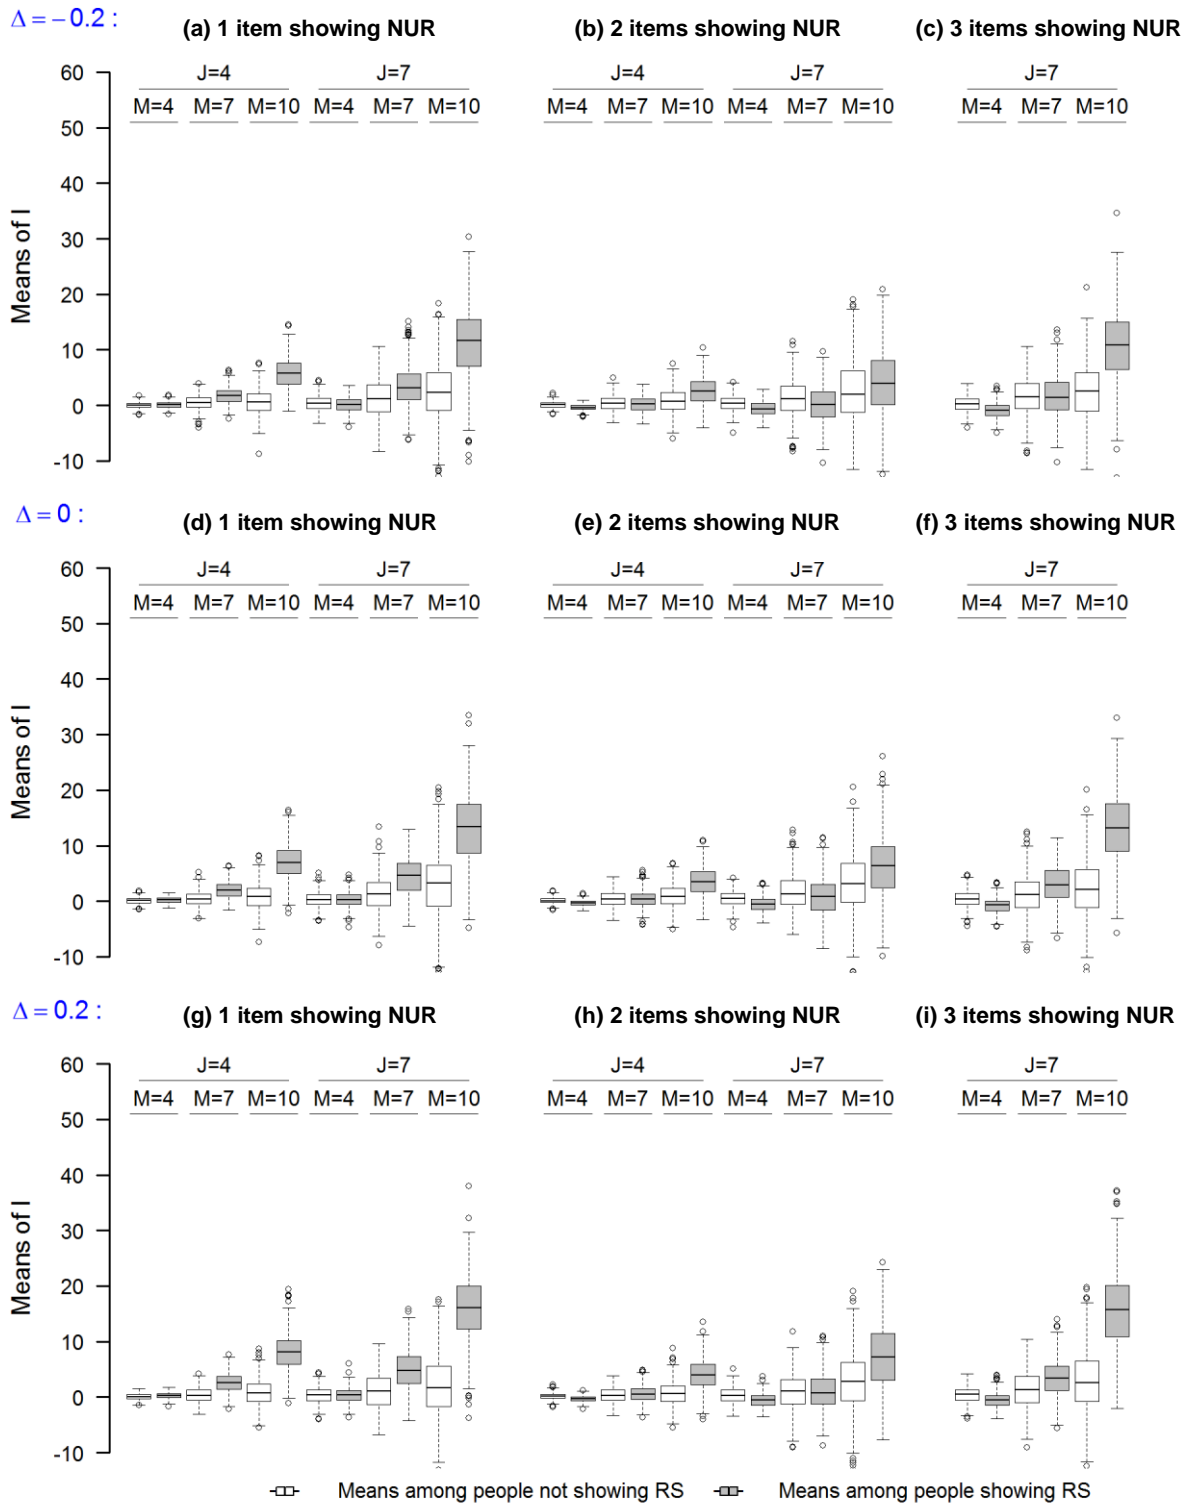 Δ = − 0.2 :
(a) 1 item showing NUR
(b) 2 items showing NUR
(c) 3 items showing NUR
J=4
J=7
J=4
J=7
J=7
M=4 M=7 M=10 M=4 M=7 M=10
M=4 M=7 M=10 M=4 M=7 M=10
M=4 M=7 M=10
60
50
40
30
20
10
0
-10
Means of I
Δ = 0 :
(d) 1 item showing NUR
(e) 2 items showing NUR
(f) 3 items showing NUR
J=4
J=7
J=4
J=7
J=7
M=4 M=7 M=10 M=4 M=7 M=10
M=4 M=7 M=10 M=4 M=7 M=10
M=4 M=7 M=10
60
50
40
30
20
10
0
-10
Means of I
Δ = 0.2 :
(g) 1 item showing NUR
(h) 2 items showing NUR
(i) 3 items showing NUR
J=4
J=7
J=4
J=7
J=7
M=4 M=7 M=10 M=4 M=7 M=10
M=4 M=7 M=10 M=4 M=7 M=10
M=4 M=7 M=10
60
50
40
30
20
10
0
-10
Means of I
Means among people not showing RS
Means among people showing RS